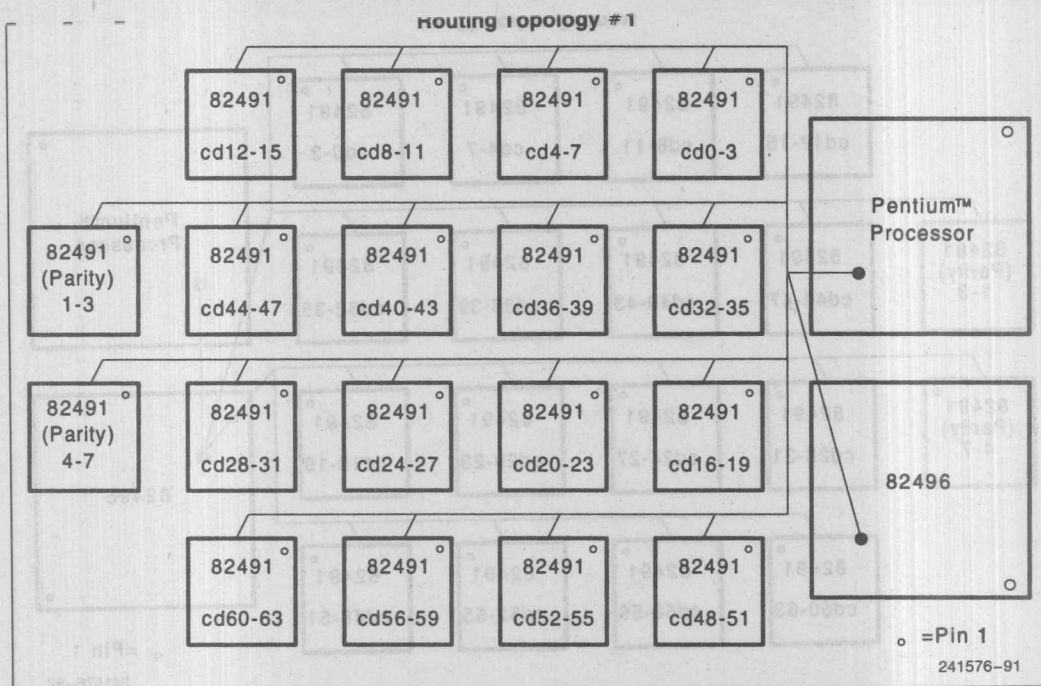 Routing Topology #1
82491 82491 82491 82491
cd12-15 cd8-11 cd4-7 cd0-3
Pentium™
Processor
82491
(Parity)
1-3
82491 82491 82491 82491
cd44-47 cd40-43 cd36-39 cd32-35
82491
(Parity)
4-7
82491 82491 82491 82491
cd28-31 cd24-27 cd20-23 cd16-19
82496
82491 82491 82491 82491
cd60-63 cd56-59 cd52-55 cd48-51
=Pin 1
241576-91